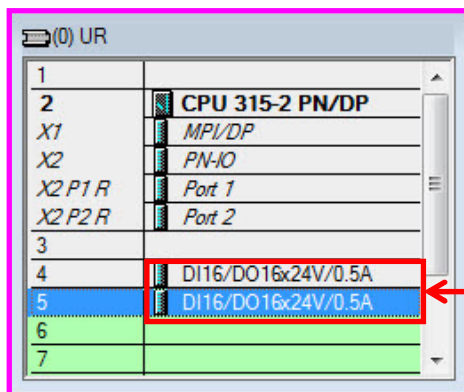 (0) UR
1
2 CPU 315-2 PN/DP
X1 MPI/DP
X2 PN-IO
X2 P1 R Port 1
X2 P2 R Port 2
3
4 DI16/DO16x24V/0.5A
5 DI16/DO16x24V/0.5A
6
7